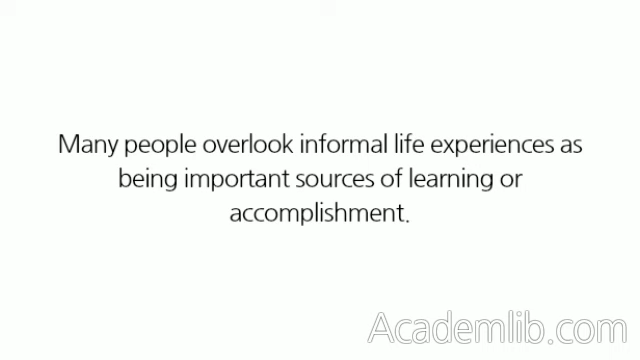 Many people overlook informal life experiences as
being important sources of learning or
accomplishment.
Academlib.com